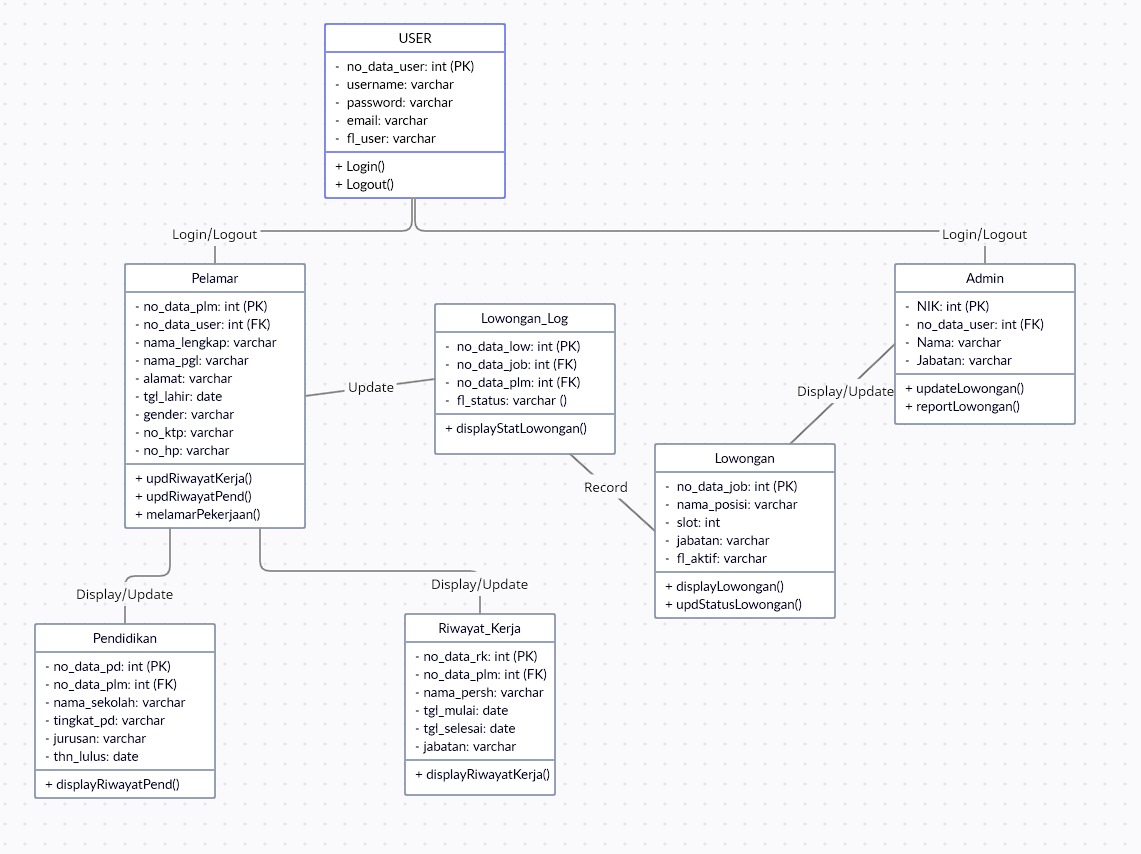 USER
- no_data_user: int (PK)
- username: varchar
- password: varchar
- email: varchar
- fl_user: varchar
+ Login()
+ Logout()
Login/Logout
Login/Logout
Pelamar
- no_data_plm: int (PK)
- no_data_user: int (FK)
- nama_lengkap: varchar
- nama_pgl: varchar
- alamat: varchar
- tgl_lahir: date
- gender: varchar
- no_ktp: varchar
- no_hp: varchar
+ updRiwayatKerja()
+ updRiwayatPend()
+ melamarPekerjaan()
Update
Lowongan_Log
- no_data_low: int (PK)
- no_data_job: int (FK)
- no_data_plm: int (FK)
- fl_status: varchar ()
+ displayStatLowongan()
Admin
- NIK: int (PK)
- no_data_user: int (FK)
- Nama: varchar
- Jabatan: varchar
+ updateLowongan()
+ reportLowongan()
Display/Update
Record
Lowongan
- no_data_job: int (PK)
- nama_posisi: varchar
- slot: int
- jabatan: varchar
- fl_aktif: varchar
+ displayLowongan()
+ updStatusLowongan()
Display/Update
Display/Update
Pendidikan
- no_data_pd: int (PK)
- no_data_plm: int (FK)
- nama_sekolah: varchar
- tingkat_pd: varchar
- jurusan: varchar
- thn_lulus: date
+ displayRiwayatPend()
Riwayat_Kerja
- no_data_rk: int (PK)
- no_data_plm: int (FK)
- nama_persh: varchar
- tgl_mulai: date
- tgl_selesai: date
- jabatan: varchar
+ displayRiwayatKerja()